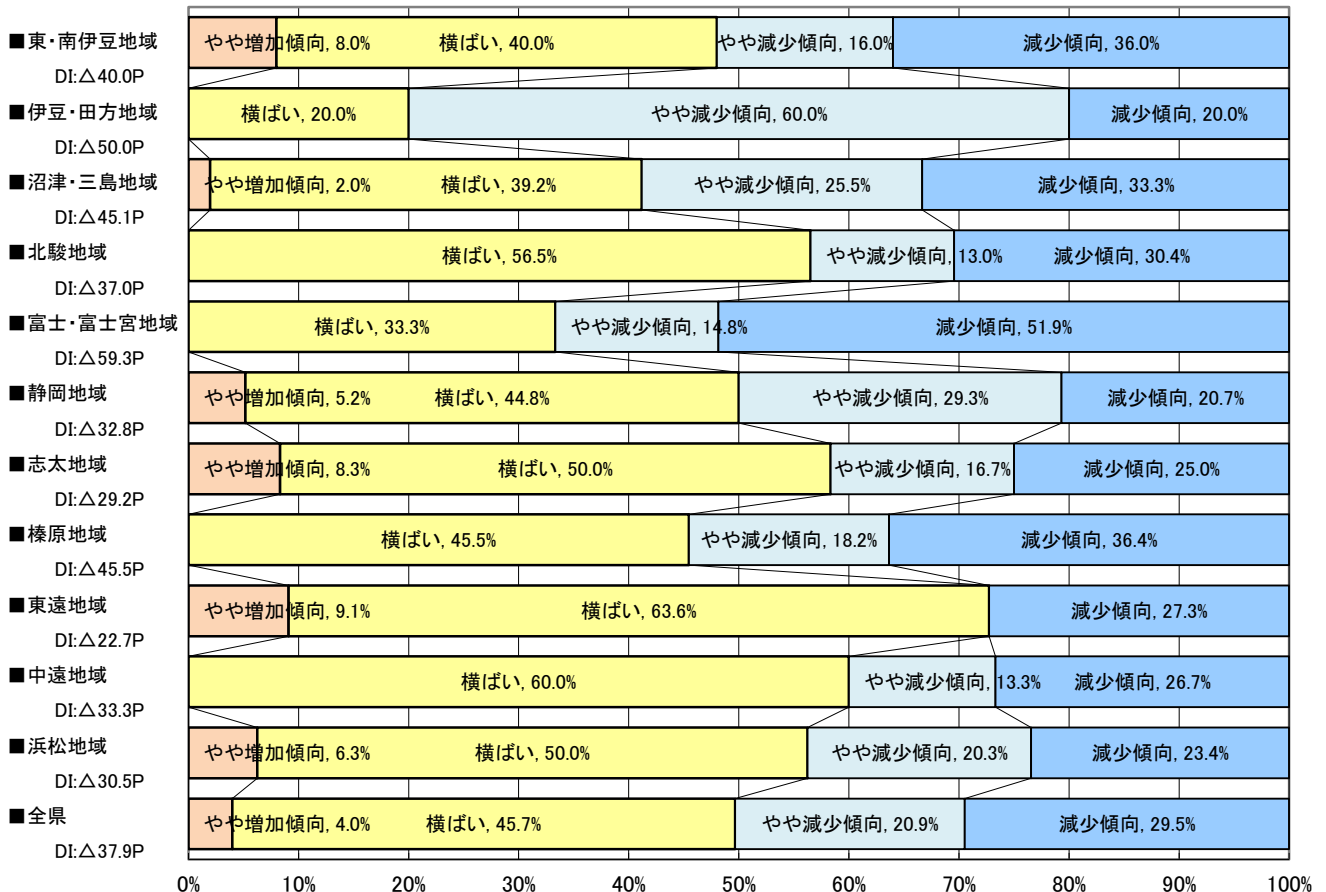 ■東・南伊豆地域 やや増加傾向, 8.0% 横ばい, 40.0% やや減少傾向, 16.0% 減少傾向, 36.0%
DI:△40.0P
■伊豆・田方地域 横ばい, 20.0% やや減少傾向, 60.0% 減少傾向, 20.0%
DI:△50.0P
■沼津・三島地域 やや増加傾向, 2.0% 横ばい, 39.2% やや減少傾向, 25.5% 減少傾向, 33.3%
DI:△45.1P
■北駿地域 横ばい, 56.5% やや減少傾向, 13.0% 減少傾向, 30.4%
DI:△37.0P
■富士・富士宮地域 横ばい, 33.3% やや減少傾向, 14.8% 減少傾向, 51.9%
DI:△59.3P
■静岡地域 やや増加傾向, 5.2% 横ばい, 44.8% やや減少傾向, 29.3% 減少傾向, 20.7%
DI:△32.8P
■志太地域 やや増加傾向, 8.3% 横ばい, 50.0% やや減少傾向, 16.7% 減少傾向, 25.0%
DI:△29.2P
■榛原地域 横ばい, 45.5% やや減少傾向, 18.2% 減少傾向, 36.4%
DI:△45.5P
■東遠地域 やや増加傾向, 9.1% 横ばい, 63.6% 減少傾向, 27.3%
DI:△22.7P
■中遠地域 横ばい, 60.0% やや減少傾向, 13.3% 減少傾向, 26.7%
DI:△33.3P
■浜松地域 やや増加傾向, 6.3% 横ばい, 50.0% やや減少傾向, 20.3% 減少傾向, 23.4%
DI:△30.5P
■全県 やや増加傾向, 4.0% 横ばい, 45.7% やや減少傾向, 20.9% 減少傾向, 29.5%
DI:△37.9P
0% 10% 20% 30% 40% 50% 60% 70% 80% 90% 100%